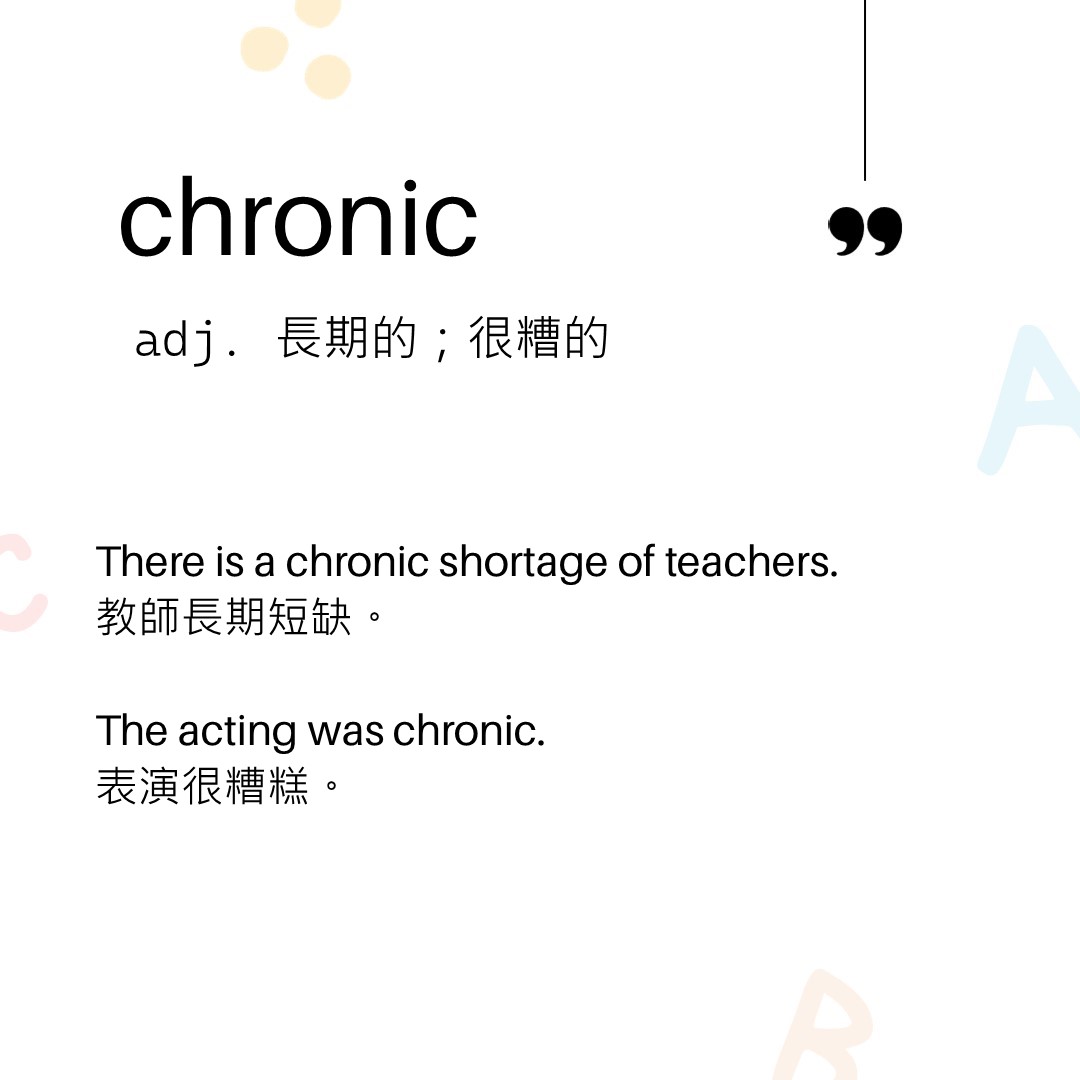 chronic
”
adj. 長期的；很糟的
A
There is a chronic shortage of teachers.
C
教師長期短缺。
The acting was chronic.
表演很糟糕。
B